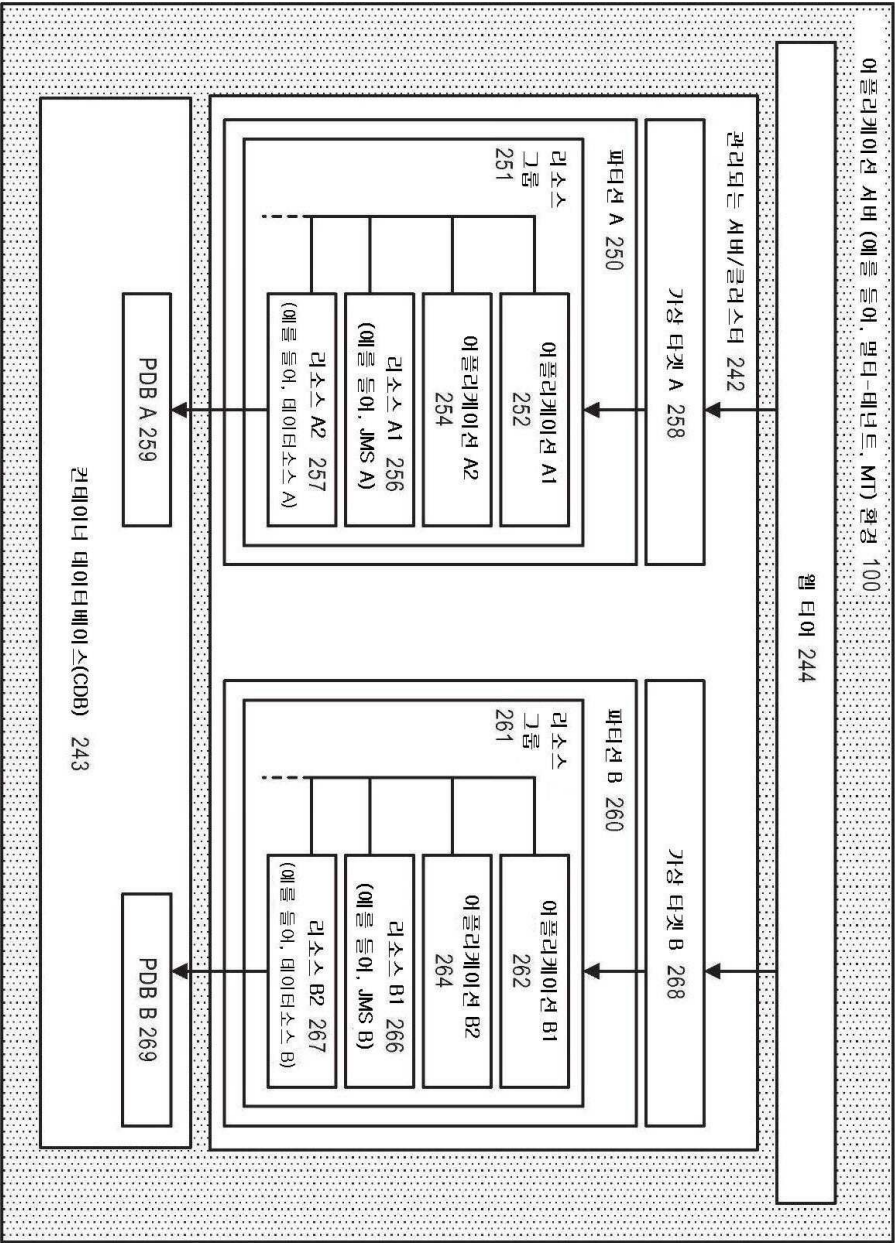 어플리케이션 서버 (예를 들어, 멀티-테넌트, MT) 환경 100
웹 티어 244
관리되는 서버/클러스터 242
가상 타겟 A 258
파티션 A 250
리소스
그룹
251
어플리케이션 A1
252
어플리케이션 A2
254
리소스 A1 256
(예를 들어, JMS A)
리소스 A2 257
(예를 들어, 데이터소스 A)
가상 타겟 B 268
파티션 B 260
리소스
그룹
261
어플리케이션 B1
262
어플리케이션 B2
264
리소스 B1 266
(예를 들어, JMS B)
리소스 B2 267
(예를 들어, 데이터소스 B)
PDB A 259
PDB B 269
컨테이너 데이터베이스(CDB) 243